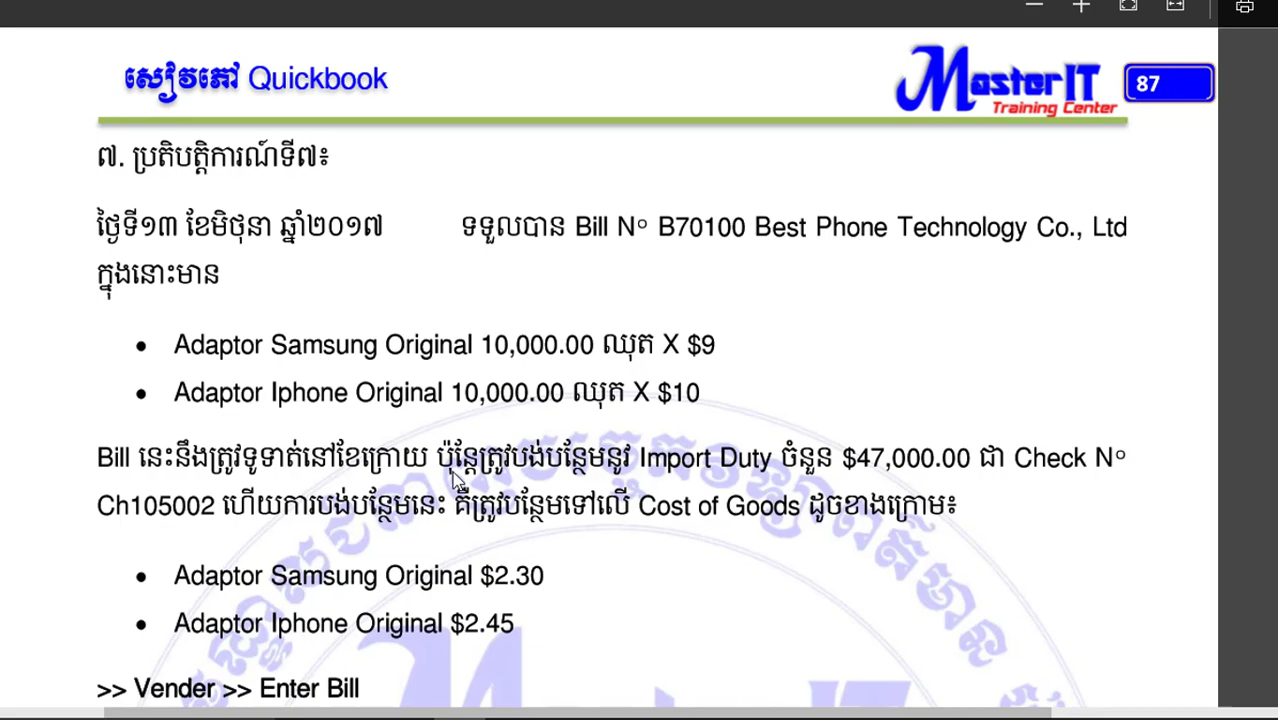 សៀវភៅ Quickbook
MasterIT
Training Center
87
៧. ប្រតិបត្តិការណ៍ទី៧៖
ថ្ងៃទី១៣ ខែមិថុនា ឆ្នាំ២០១៧ ទទួលបាន Bill Nº B70100 Best Phone Technology Co., Ltd
ក្នុងនោះមាន
• Adaptor Samsung Original 10,000.00 ឈុត X $9
• Adaptor Iphone Original 10,000.00 ឈុត X $10
Bill នេះនឹងត្រូវទូទាត់នៅខែក្រោយ ប៉ុន្តែត្រូវបង់បន្ថែមនូវ Import Duty ចំនួន $47,000.00 ជា Check Nº
Ch105002 ហើយការបង់បន្ថែមនេះ គឺត្រូវបន្ថែមទៅលើ Cost of Goods ដូចខាងក្រោម៖
• Adaptor Samsung Original $2.30
• Adaptor Iphone Original $2.45
>> Vender >> Enter Bill